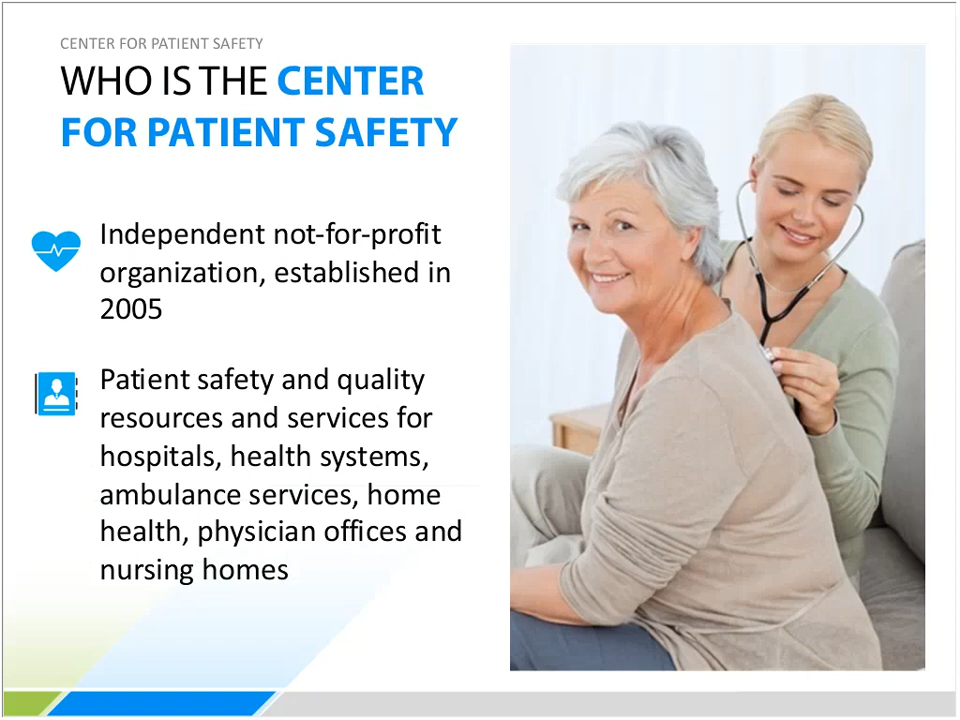 CENTER FOR PATIENT SAFETY
WHO IS THE CENTER
FOR PATIENT SAFETY
Independent not-for-profit
organization, established in
2005
Patient safety and quality
resources and services for
hospitals, health systems,
ambulance services, home
health, physician offices and
nursing homes